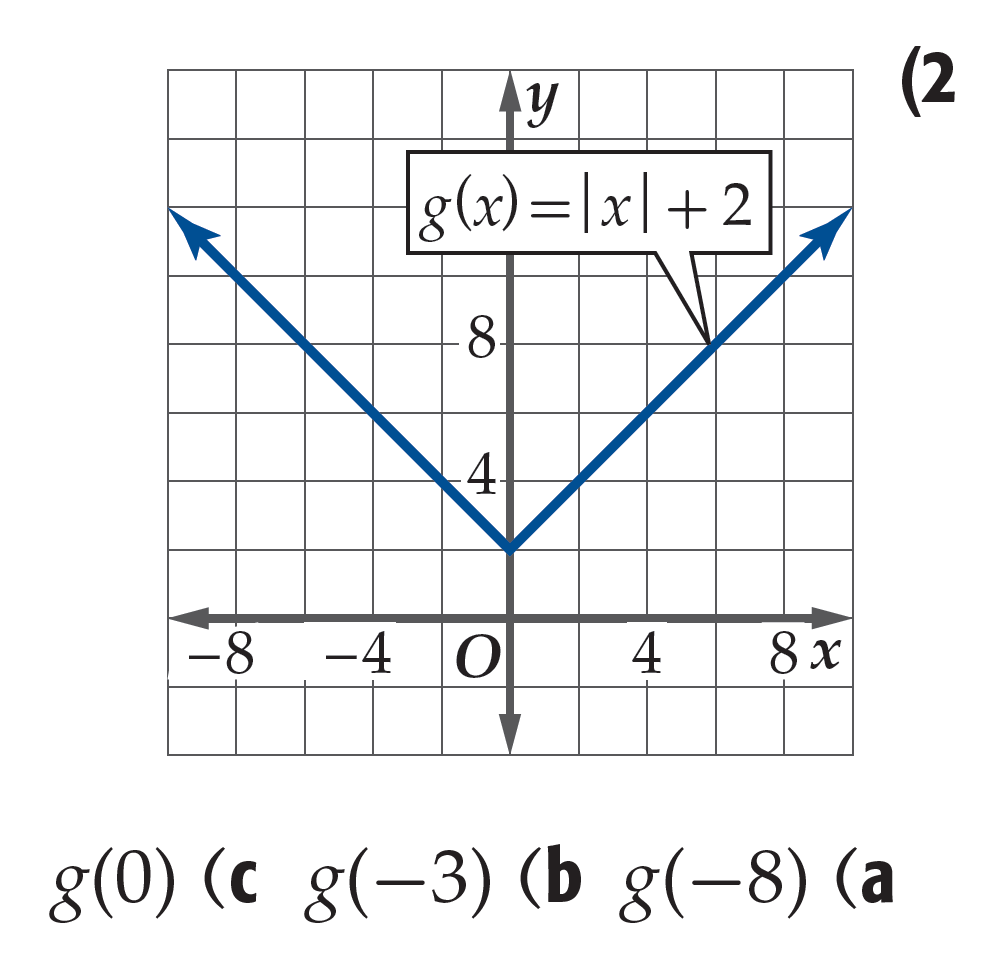 (2
y
g(x) = |x| + 2
8
4
−8 −4 O 4 8 x
a) g(−8) b) g(−3) c) g(0)